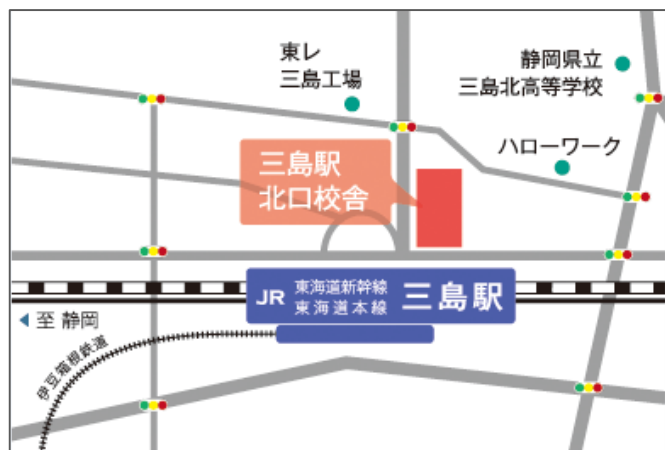 東レ
三島工場
静岡県立
三島北高等学校
ハローワーク
三島駅
北口校舎
JR 東海道新幹線
東海道本線
三島駅
至 静岡
伊豆箱根鉄道